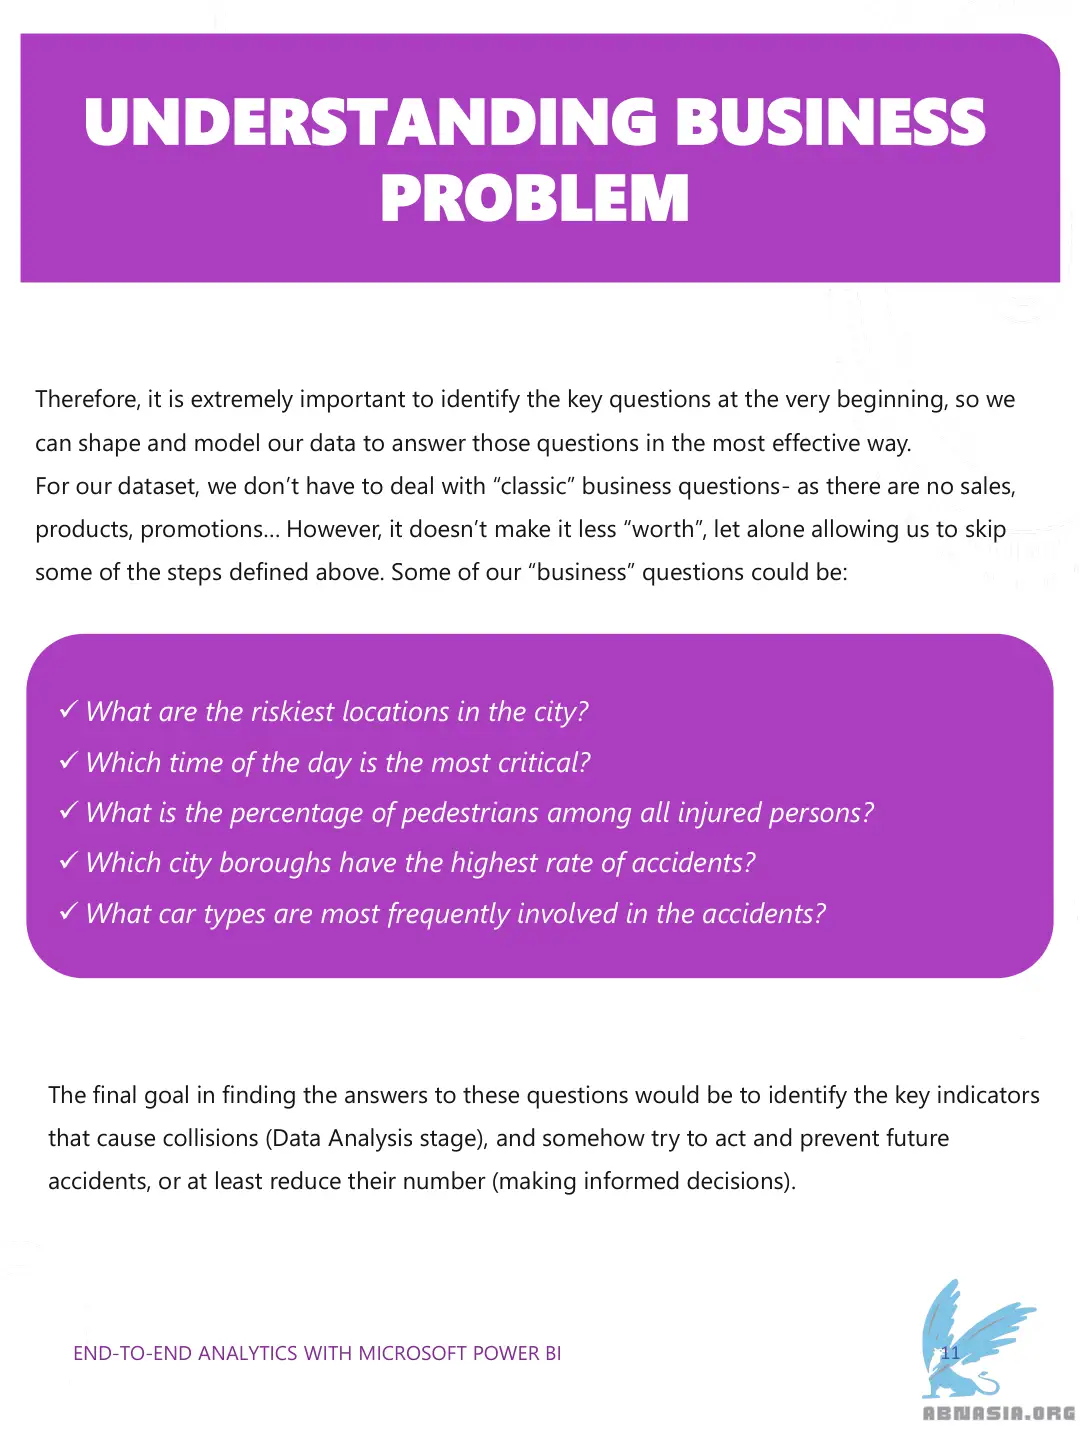 UNDERSTANDING BUSINESS
PROBLEM
Therefore, it is extremely important to identify the key questions at the very beginning, so we
can shape and model our data to answer those questions in the most effective way.
For our dataset, we don’t have to deal with “classic” business questions- as there are no sales,
products, promotions... However, it doesn’t make it less “worth”, let alone allowing us to skip
some of the steps defined above. Some of our “business” questions could be:
✓ What are the riskiest locations in the city?
✓ Which time of the day is the most critical?
✓ What is the percentage of pedestrians among all injured persons?
✓ Which city boroughs have the highest rate of accidents?
✓ What car types are most frequently involved in the accidents?
The final goal in finding the answers to these questions would be to identify the key indicators
that cause collisions (Data Analysis stage), and somehow try to act and prevent future
accidents, or at least reduce their number (making informed decisions).
END-TO-END ANALYTICS WITH MICROSOFT POWER BI
11
ABNASIA.ORG